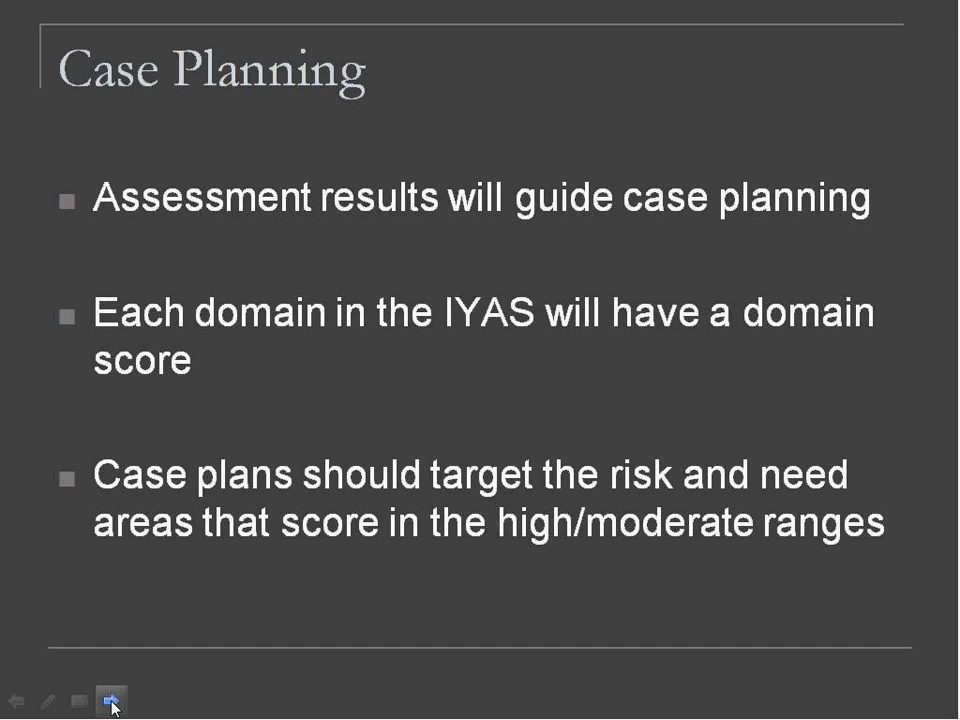 Case Planning
Assessment results will guide case planning
Each domain in the IYAS will have a domain
score
Case plans should target the risk and need
areas that score in the high/moderate ranges